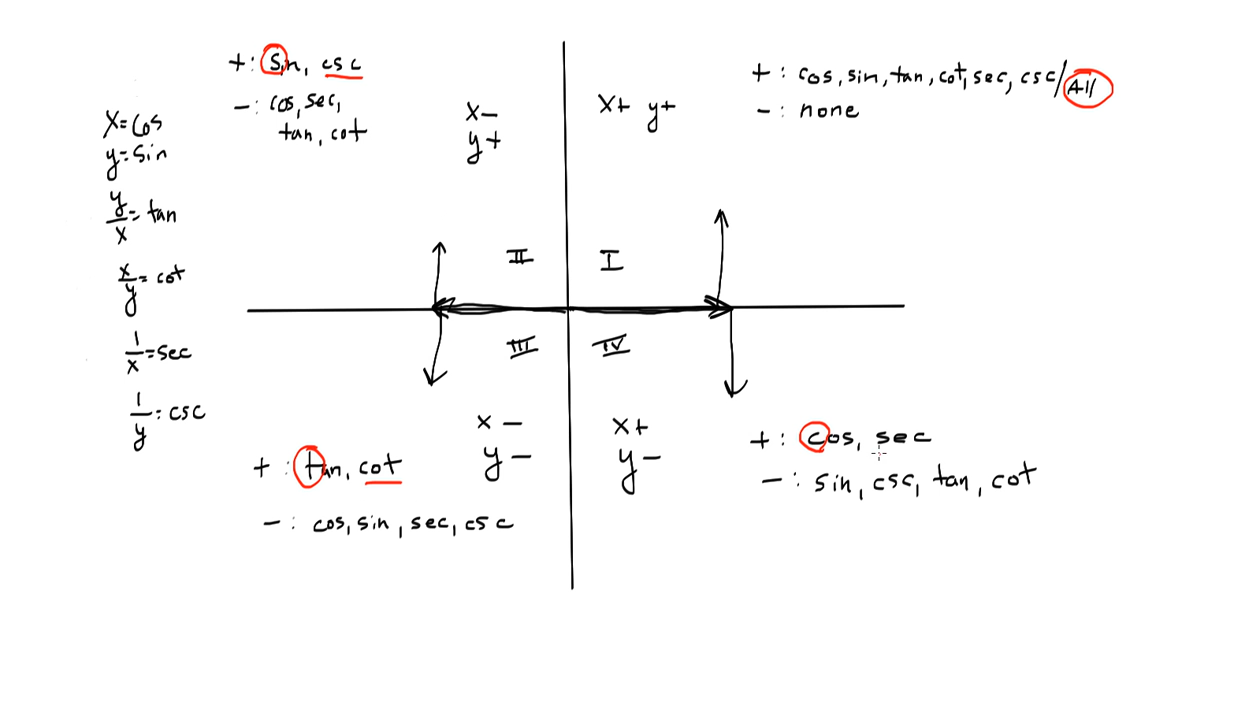 +: sin, csc
-: cos, sec,
tan, cot
x-
y+
x+ y+
+: cos, sin, tan, cot, sec, csc/All
-: none
x=cos
y=sin
y/x=tan
x/y=cot
1/x=sec
1/y=csc
II
I
III
IV
x-
y-
+: tan, cot
-: cos, sin, sec, csc
x+
y-
+: cos, sec
-: sin, csc, tan, cot